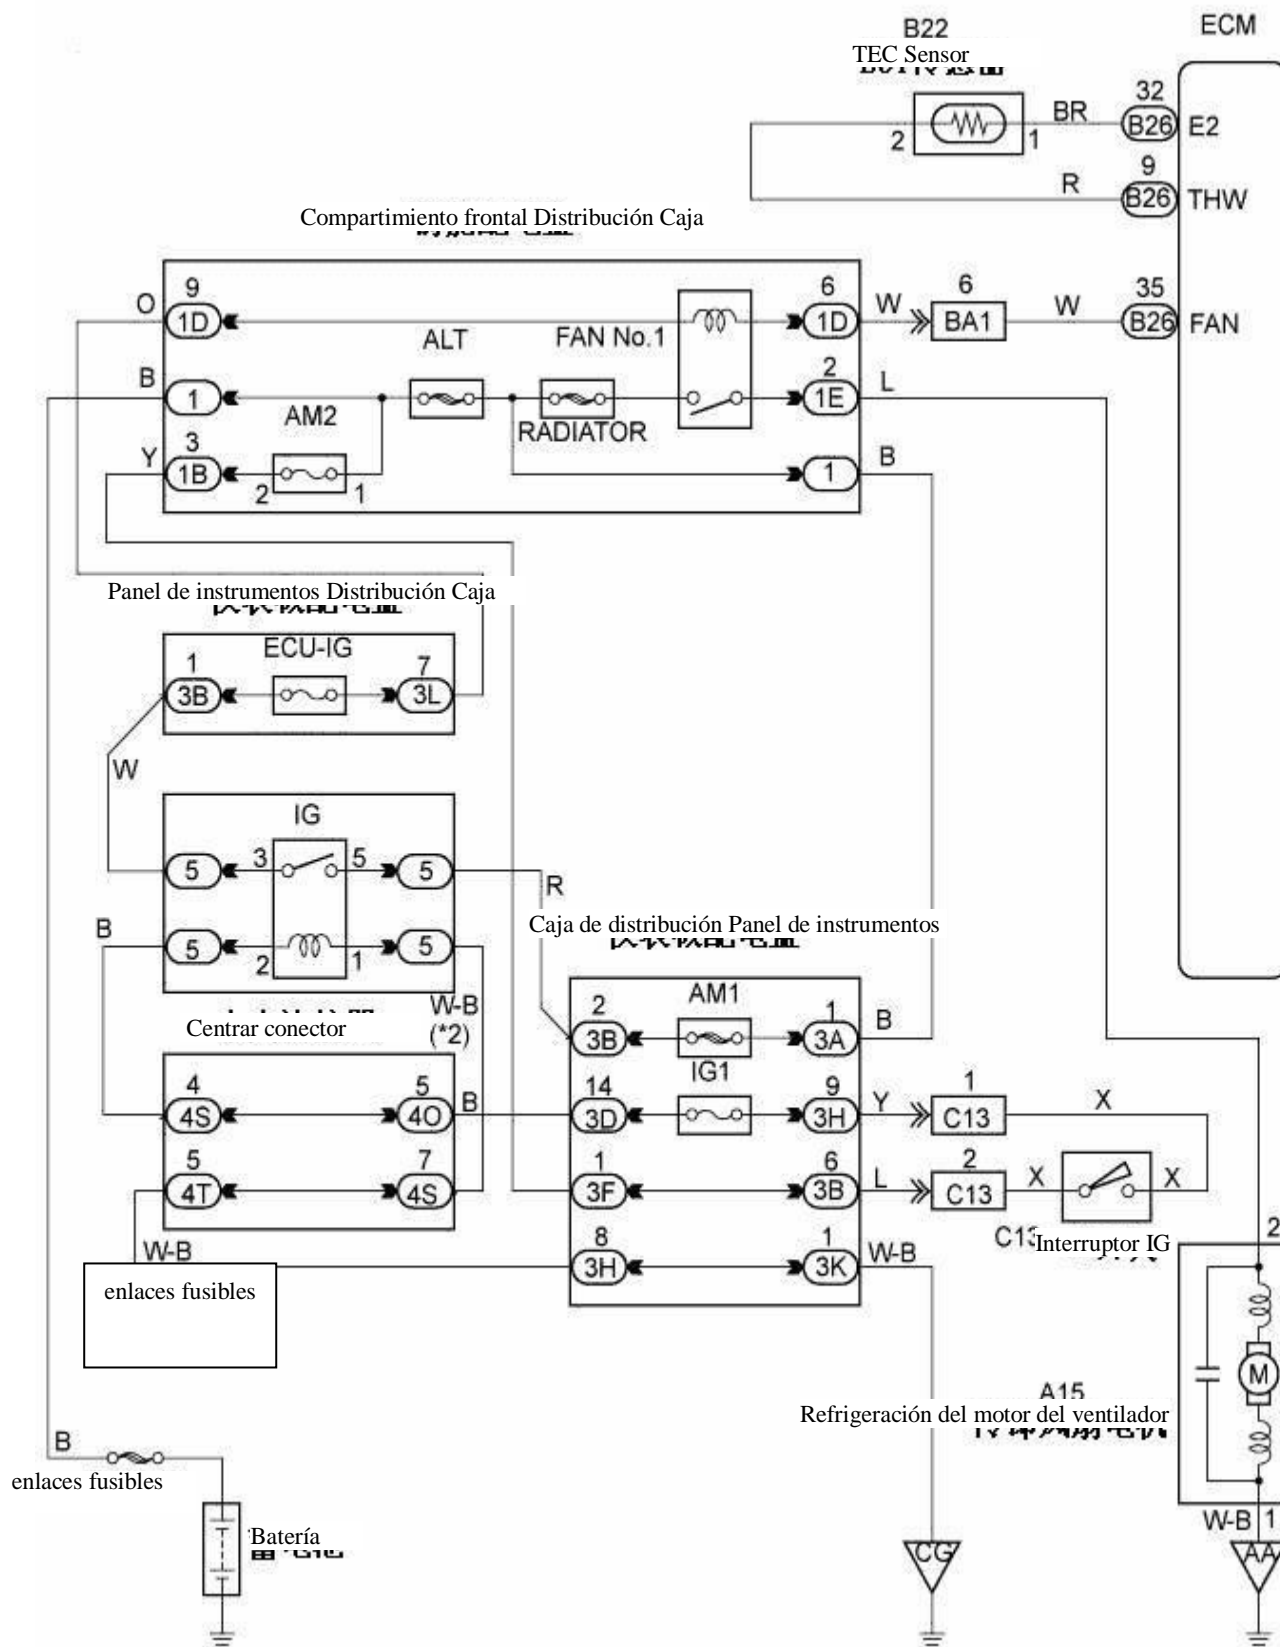 B22
ECM
TEC Sensor
32
BR
B26
E2
2
1
9
R
B26
THW
Compartimiento frontal Distribución Caja
9
6
6
35
O
1D
1D
W
BA1
W
B26
FAN
ALT
FAN No.1
2
B
1
1E
L
AM2
RADIATOR
3
Y
1B
2
1
1
B
Panel de instrumentos Distribución Caja
ECU-IG
1
7
3B
3L
W
IG
5
3
5
5
R
B
Caja de distribución Panel de instrumentos
5
2
1
5
W-B
(*2)
Centrar conector
AM1
2
1
3B
3A
B
IG1
4
5
14
9
1
4S
4O
B
3D
3H
Y
C13
X
5
7
1
6
2
4T
4S
3F
3B
L
C13
X
X
C13
Interruptor IG
2
W-B
8
1
3H
3K
W-B
enlaces fusibles
M
A15
Refrigeración del motor del ventilador
B
enlaces fusibles
W-B
1
Batería
CG
AA